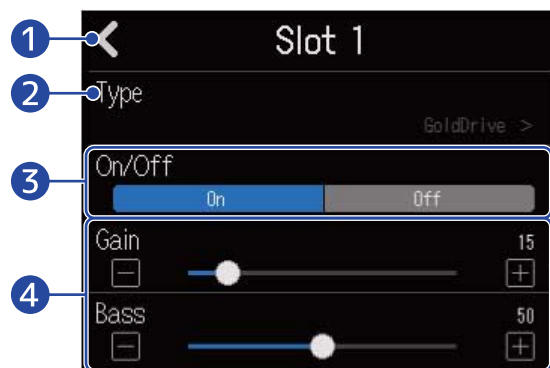 1
Slot 1
2
Type
GoldDrive >
3
On/Off
On Off
4
Gain 15
Bass 50